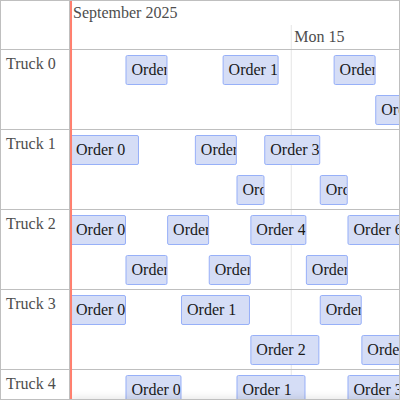 September 2025
Mon 15
Truck 0
Order
Order 1
Order
Or
Truck 1
Order 0
Order
Order 3
Ord
Ord
Truck 2
Order 0
Order
Order 4
Order 6
Order
Order
Order
Truck 3
Order 0
Order 1
Order
Order 2
Orde
Truck 4
Order 0
Order 1
Order 3